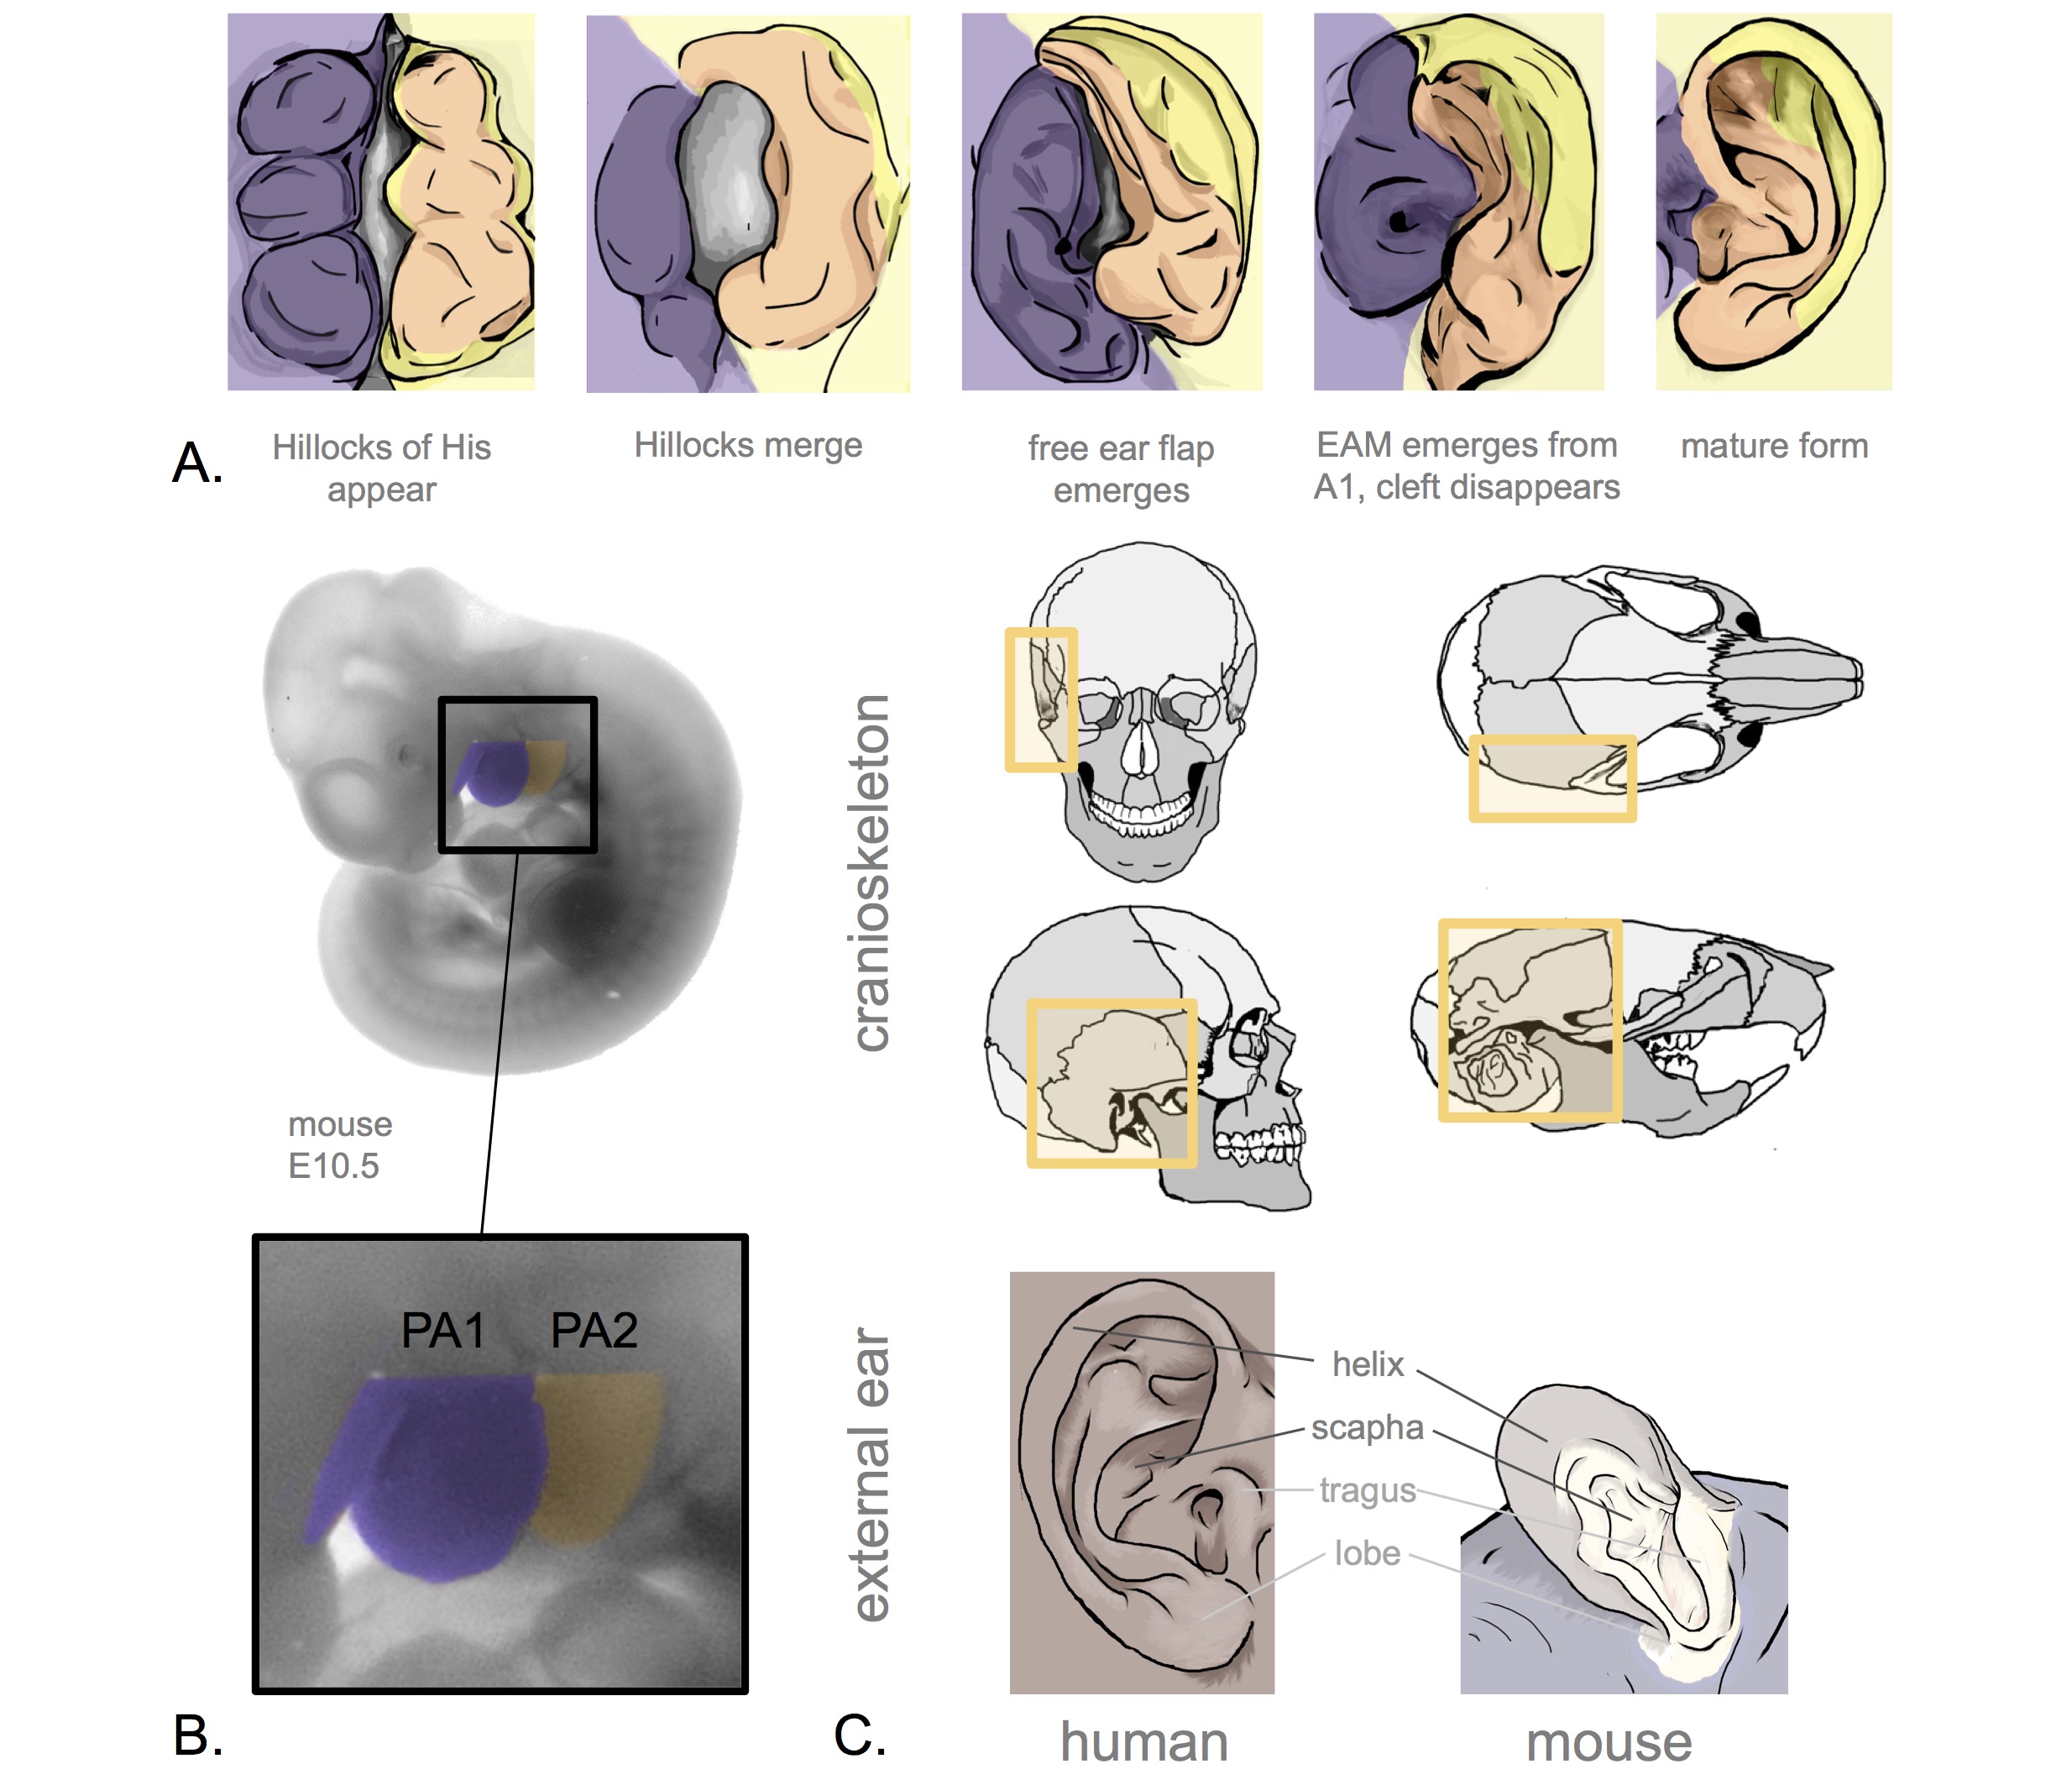 A.
Hillocks of His
appear
Hillocks merge
free ear flap
emerges
EAM emerges from
A1, cleft disappears
mature form
mouse
E10.5
PA1 PA2
B.
cranioskeleton
external ear
helix
scapha
tragus
lobe
C.
human
mouse